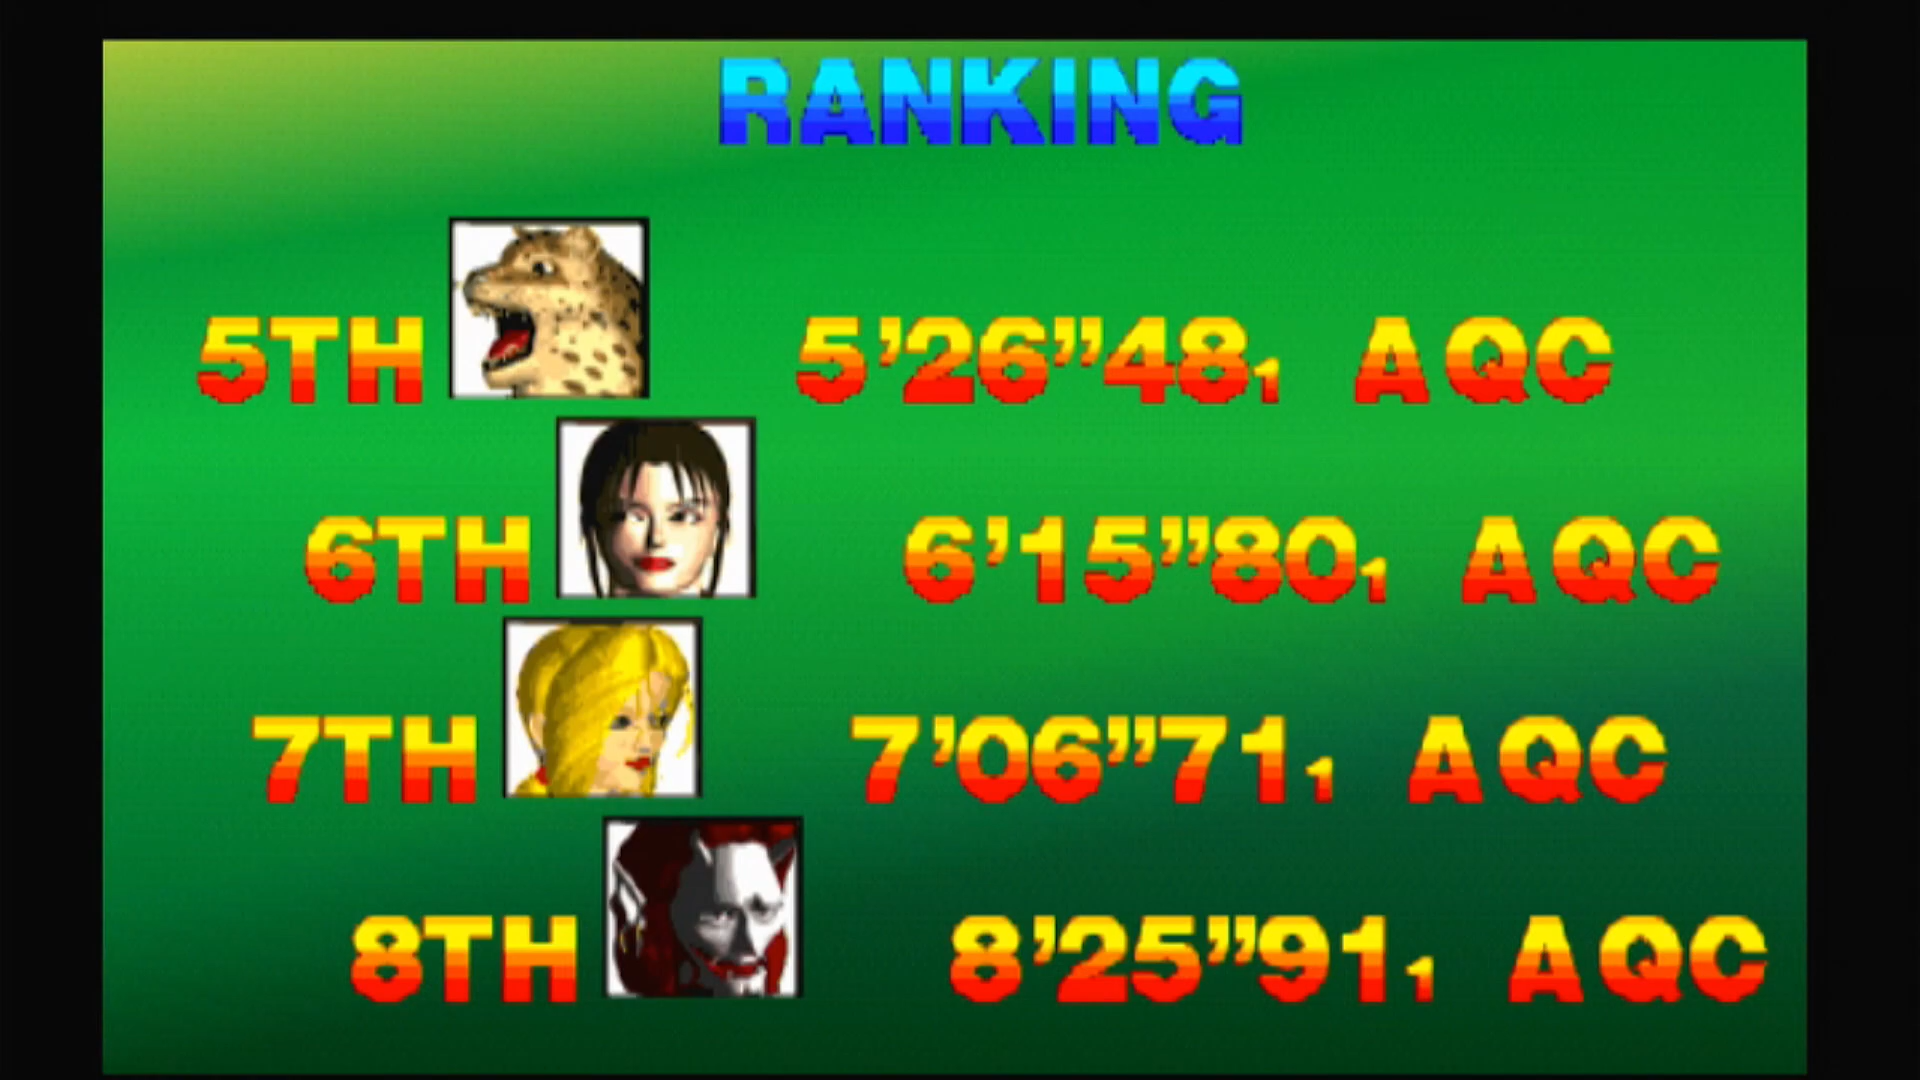 RANKING
5TH 5’26”48₁ AQC
6TH 6’15”80₁ AQC
7TH 7’06”71₁ AQC
8TH 8’25”91₁ AQC